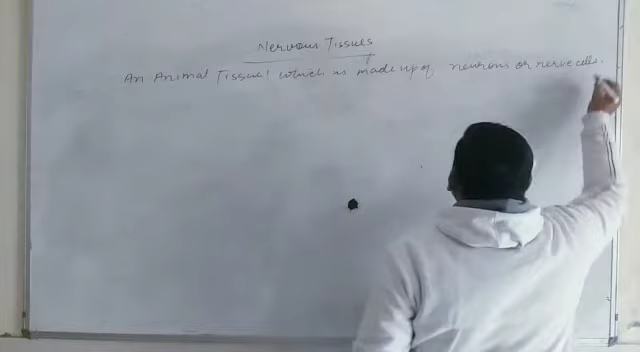 Nervous Tissues
An Animal Tissue! which is made up of neurons or nerve cells.